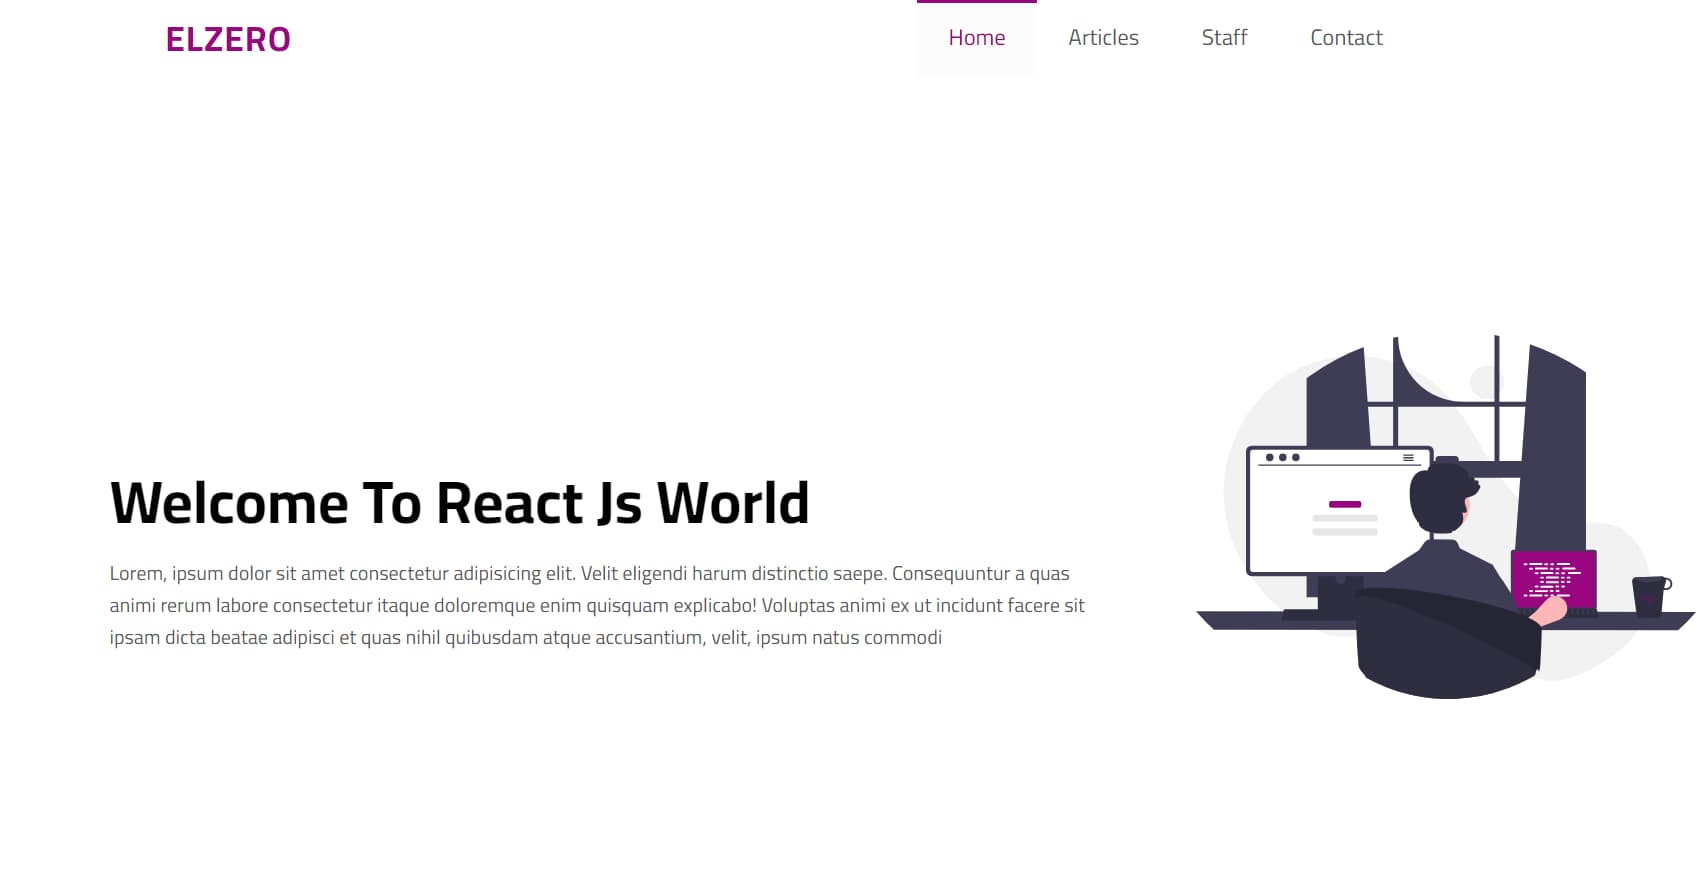 ELZERO
Home Articles Staff Contact
Welcome To React Js World
Lorem, ipsum dolor sit amet consectetur adipisicing elit. Velit eligendi harum distinctio saepe. Consequuntur a quas
animi rerum labore consectetur itaque doloremque enim quisquam explicabo! Voluptas animi ex ut incidunt facere sit
ipsam dicta beatae adipisci et quas nihil quibusdam atque accusantium, velit, ipsum natus commodi